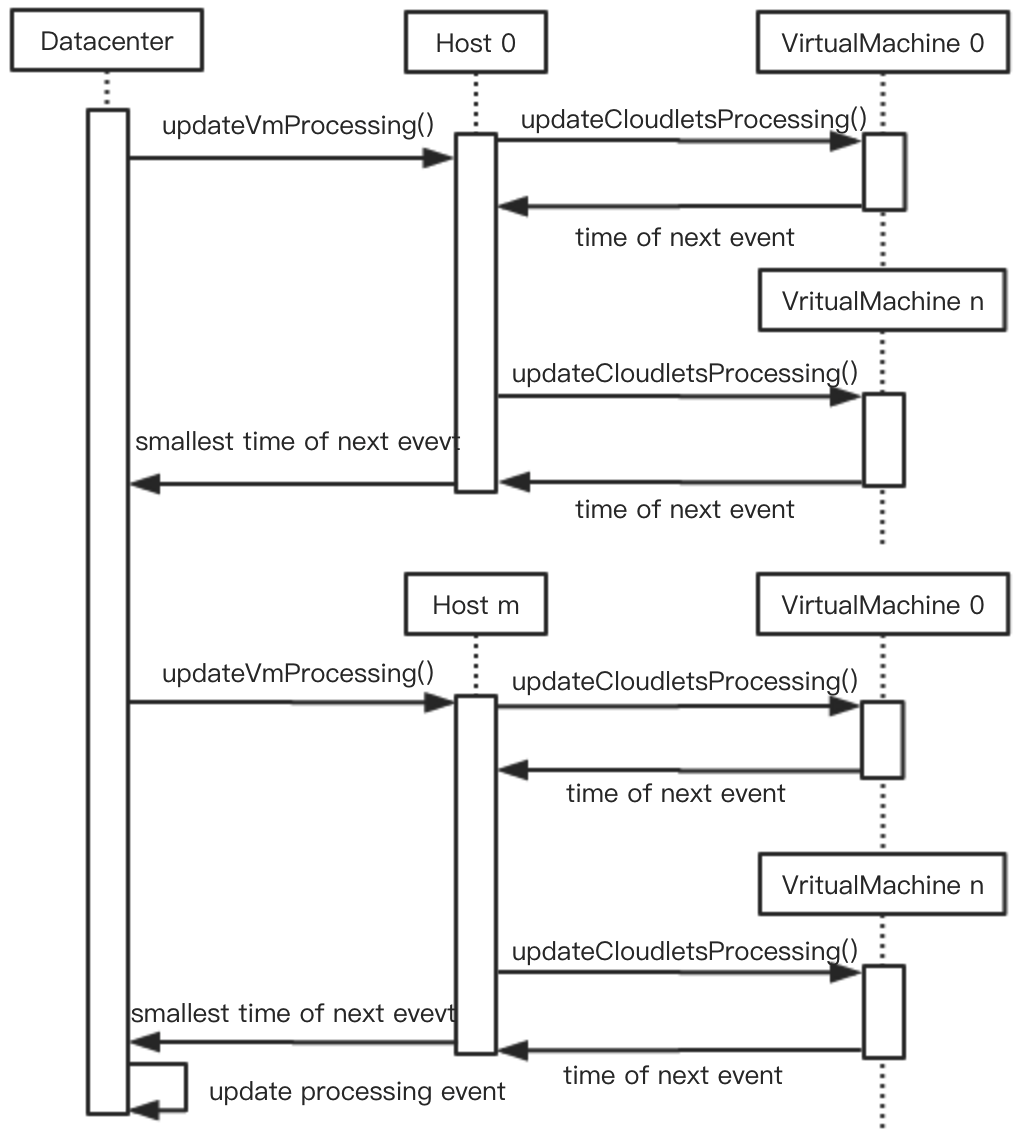 Datacenter
Host 0
VirtualMachine 0
updateVmProcessing()
updateCloudletsProcessing()
time of next event
VritualMachine n
updateCloudletsProcessing()
smallest time of next evevt
time of next event
Host m
VirtualMachine 0
updateVmProcessing()
updateCloudletsProcessing()
time of next event
VritualMachine n
updateCloudletsProcessing()
smallest time of next evevt
time of next event
update processing event